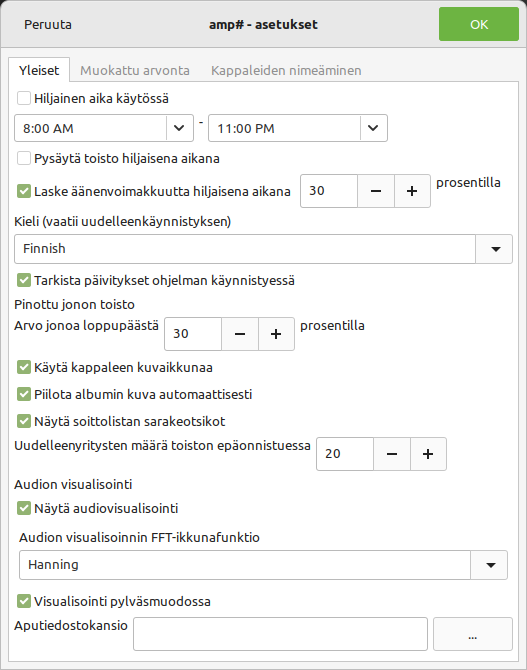 Peruuta
amp# - asetukset
OK
Yleiset
Muokattu arvonta
Kappaleiden nimeäminen
Hiljainen aika käytössä
8:00 AM - 11:00 PM
Pysäytä toisto hiljaisena aikana
Laske äänenvoimakkuutta hiljaisena aikana 30 − + prosentilla
Kieli (vaatii uudelleenkäynnistyksen)
Finnish
Tarkista päivitykset ohjelman käynnistyessä
Pinottu jonon toisto
Arvo jonoa loppupäästä 30 − + prosentilla
Käytä kappaleen kuvaikkunaa
Piilota albumin kuva automaattisesti
Näytä soittolistan sarakeotsikot
Uudelleenyritysten määrä toiston epäonnistuessa 20 − +
Audion visualisointi
Näytä audiovisualisointi
Audion visualisoinnin FFT-ikkunafunktio
Hanning
Visualisointi pylväsmuodossa
Aputiedostokansio ...